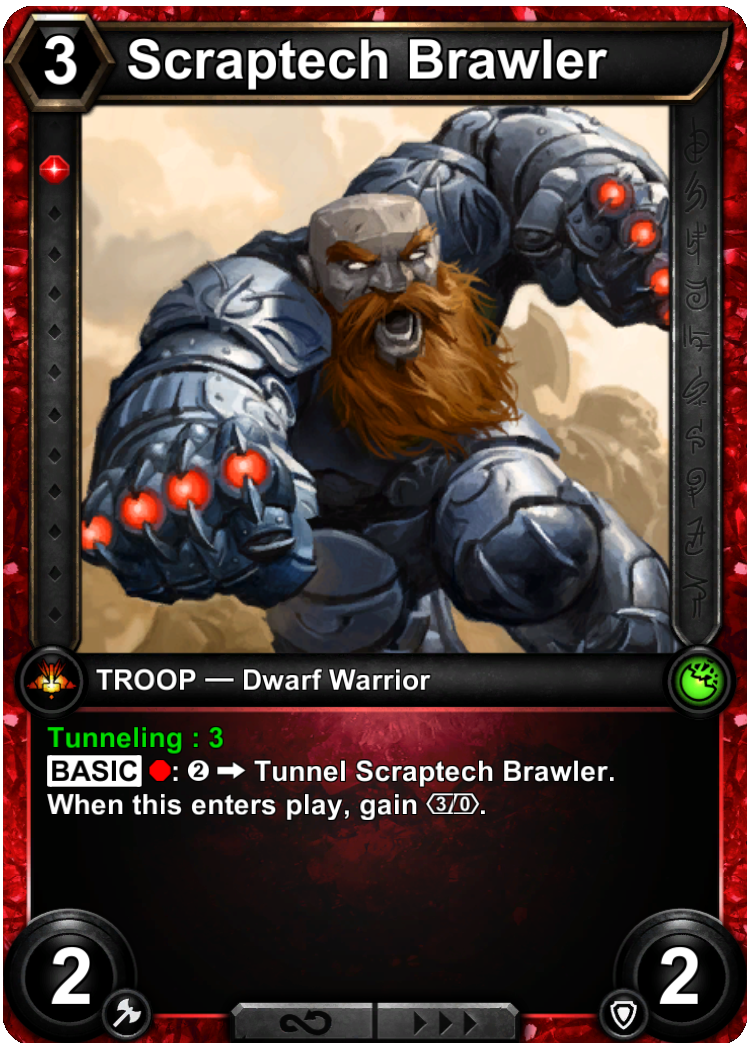 3
Scraptech Brawler
TROOP — Dwarf Warrior
Tunneling : 3
BASIC : 2 ➡ Tunnel Scraptech Brawler.
When this enters play, gain 3/0.
2
2